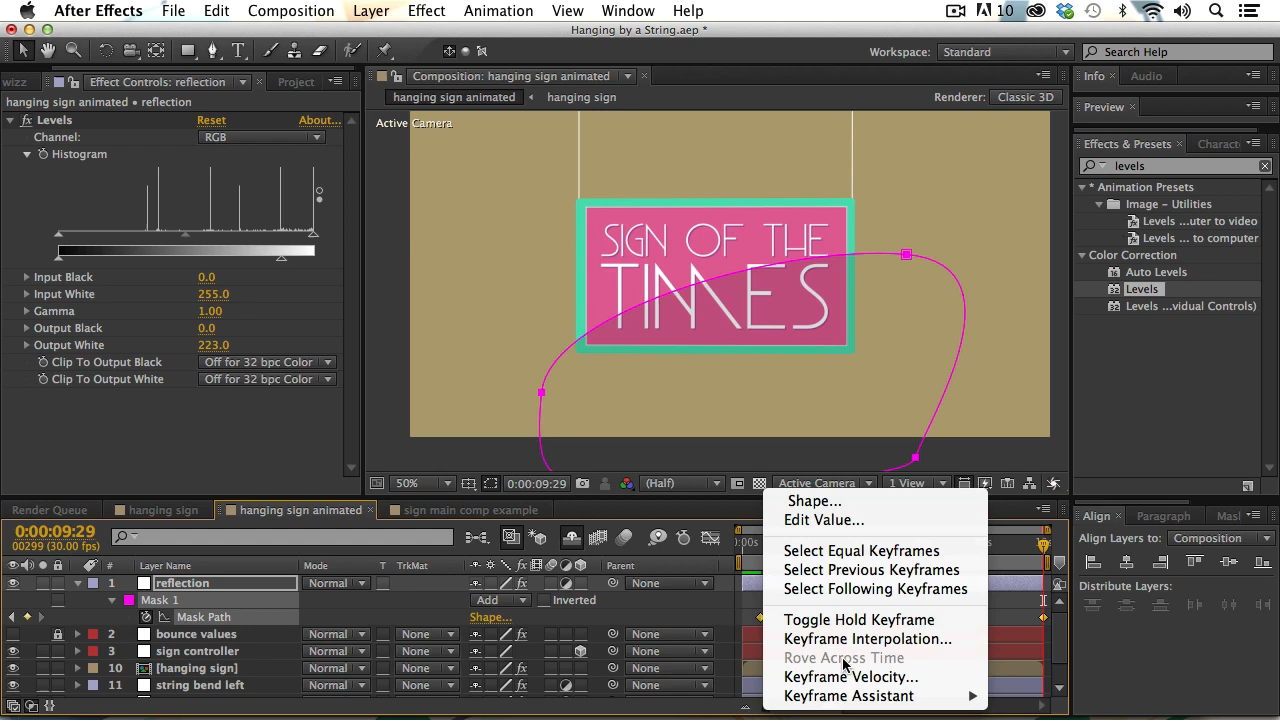 After Effects File Edit Composition Layer Effect Animation View Window Help 10
Hanging by a String.aep *
Workspace: Standard Search Help
wizz Effect Controls: reflection Project
Composition: hanging sign animated
Info Audio
hanging sign animated • reflection
hanging sign animated hanging sign Renderer: Classic 3D
Preview
fx Levels Reset About...
Active Camera
Channel: RGB
Effects & Presets Charact
Histogram
levels
* Animation Presets
Image – Utilities
Levels ...uter to video
Levels ... to computer
Color Correction
Auto Levels
Levels
Levels ...vidual Controls)
SIGN OF THE
TIMES
Input Black 0.0
Input White 255.0
Gamma 1.00
Output Black 0.0
Output White 223.0
Clip To Output Black Off for 32 bpc Color
Clip To Output White Off for 32 bpc Color
50% 0:00:09:29 (Half) Active Camera 1 View
Render Queue hanging sign hanging sign animated sign main comp example
Align Paragraph Masl
0:00:09:29
00299 (30.00 fps)
Align Layers to: Composition
Distribute Layers:
# Layer Name Mode T TrkMat Parent
0:00s
1 reflection Normal fx None
Mask 1 Add Inverted
Mask Path Shape...
2 bounce values Normal None fx None
3 sign controller Normal None None
10 [hanging sign] Normal None fx None
11 string bend left Normal None None
Shape...
Edit Value...
Select Equal Keyframes
Select Previous Keyframes
Select Following Keyframes
Toggle Hold Keyframe
Keyframe Interpolation...
Rove Across Time
Keyframe Velocity...
Keyframe Assistant